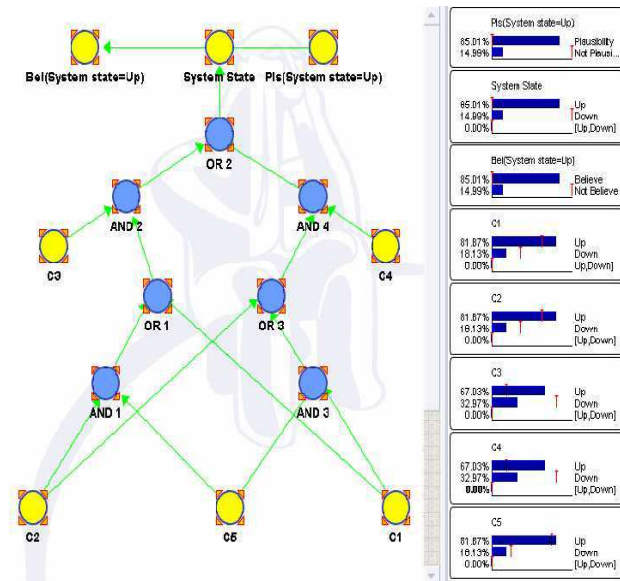 Bel(System state=Up)
System State
Pls(System state=Up)
OR 2
AND 2
AND 4
C3
C4
OR 1
OR 3
AND 1
AND 3
C2
C5
C1
Pls(System state=Up)
85.01% Plausibility
14.99% Not Plausi...
System State
85.01% Up
14.99% Down
0.00% [Up,Down]
Bel(System state=Up)
85.01% Believe
14.99% Not Believe
C1
81.87% Up
18.13% Down
0.00% Up,Down]
C2
81.87% Up
18.13% Down
0.00% [Up,Down]
C3
67.03% Up
32.97% Down
0.00% [Up,Down]
C4
67.03% Up
32.97% Down
0.00% [Up,Down]
C5
81.87% Up
18.13% Down
0.00% [Up,Down]